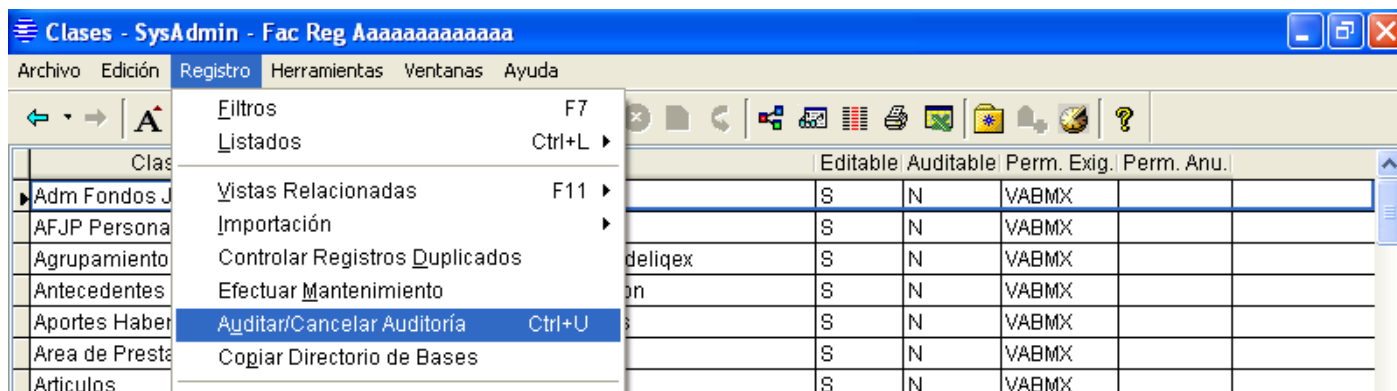 Clases - SysAdmin - Fac Reg Aaaaaaaaaaaaa
Archivo Edición Registro Herramientas Ventanas Ayuda
Filtros F7
Listados Ctrl+L
Vistas Relacionadas F11
Importación
Controlar Registros Duplicados
Efectuar Mantenimiento
Auditar/Cancelar Auditoría Ctrl+U
Copiar Directorio de Bases
Clas Editable Auditable Perm. Exig. Perm. Anu.
Adm Fondos J S N VABMX
AFJP Persona S N VABMX
Agrupamiento deliqex S N VABMX
Antecedentes on S N VABMX
Aportes Haber s S N VABMX
Area de Presta S N VABMX
Articulos S N VABMX